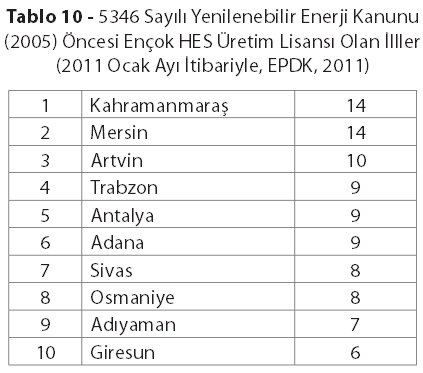 Tablo 10 - 5346 Sayılı Yenilenebilir Enerji Kanunu
(2005) Öncesi Ençok HES Üretim Lisansı Olan İlller
(2011 Ocak Ayı İtibariyle, EPDK, 2011)
1 Kahramanmaraş 14
2 Mersin 14
3 Artvin 10
4 Trabzon 9
5 Antalya 9
6 Adana 9
7 Sivas 8
8 Osmaniye 8
9 Adıyaman 7
10 Giresun 6